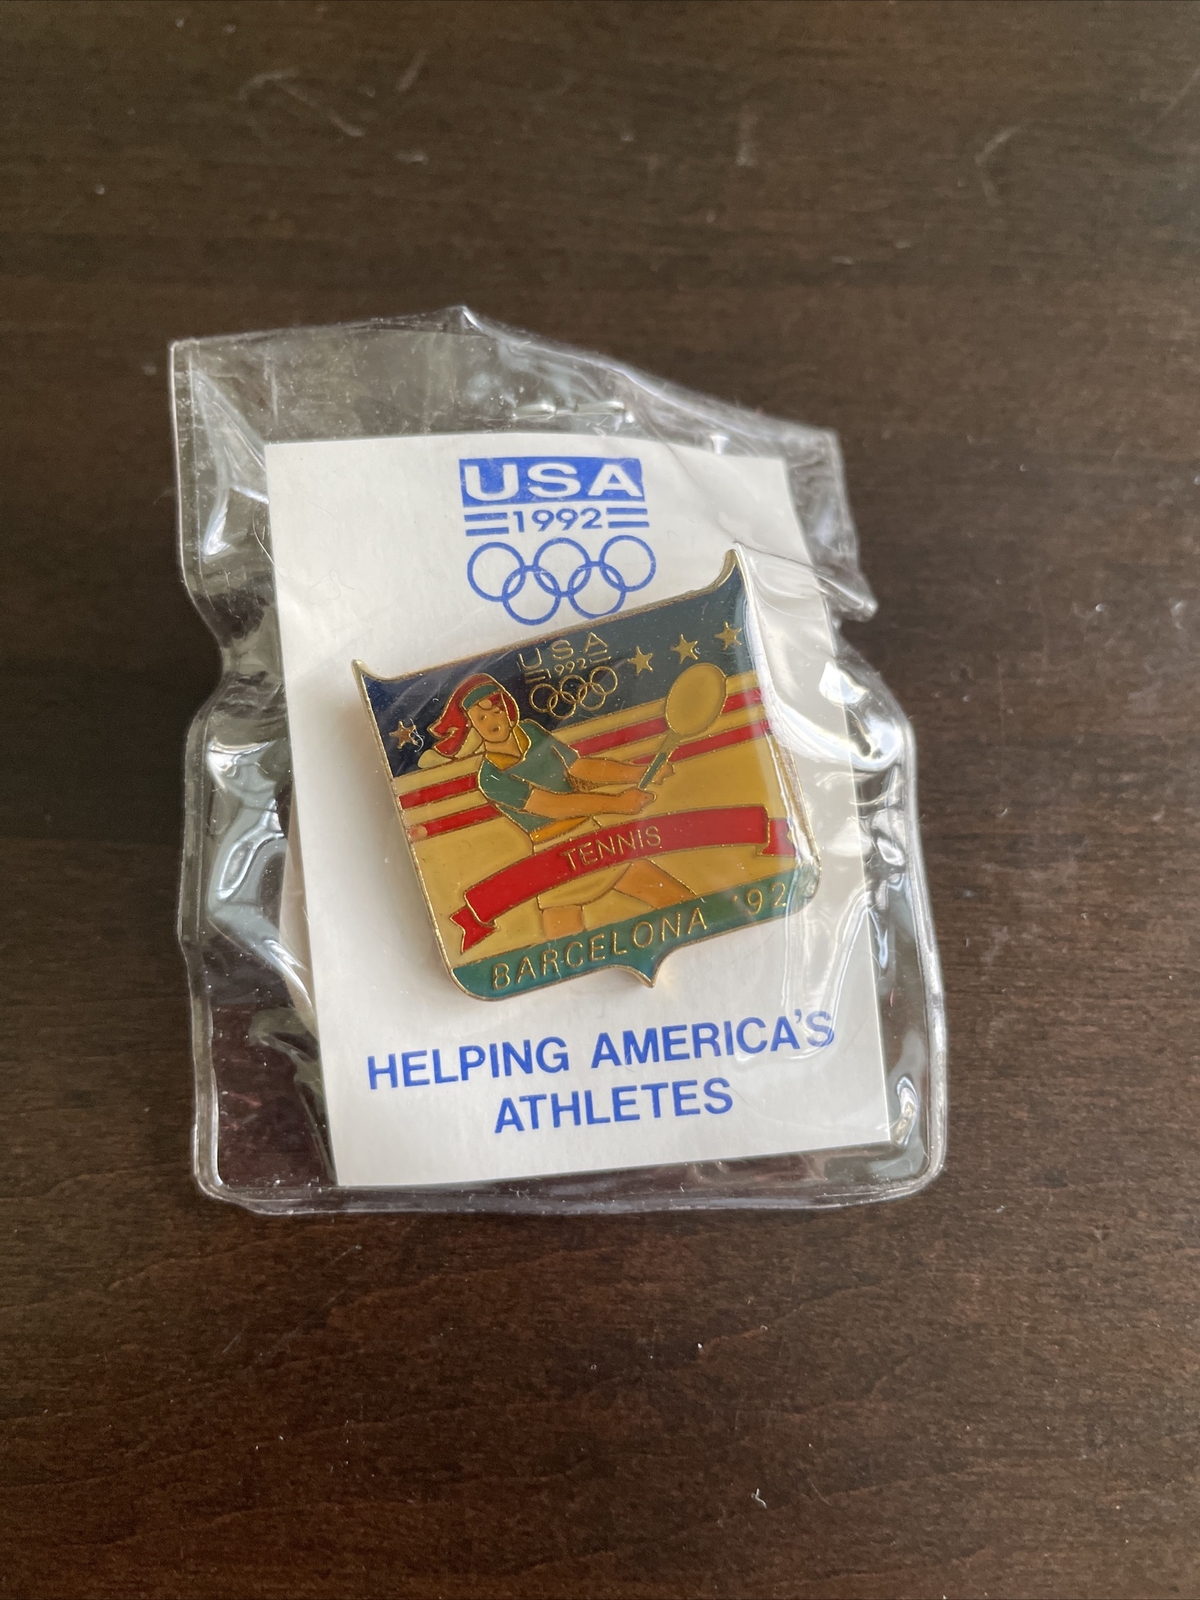 USA
1992
USA
1992
TENNIS
BARCELONA '92
HELPING AMERICA'S
ATHLETES